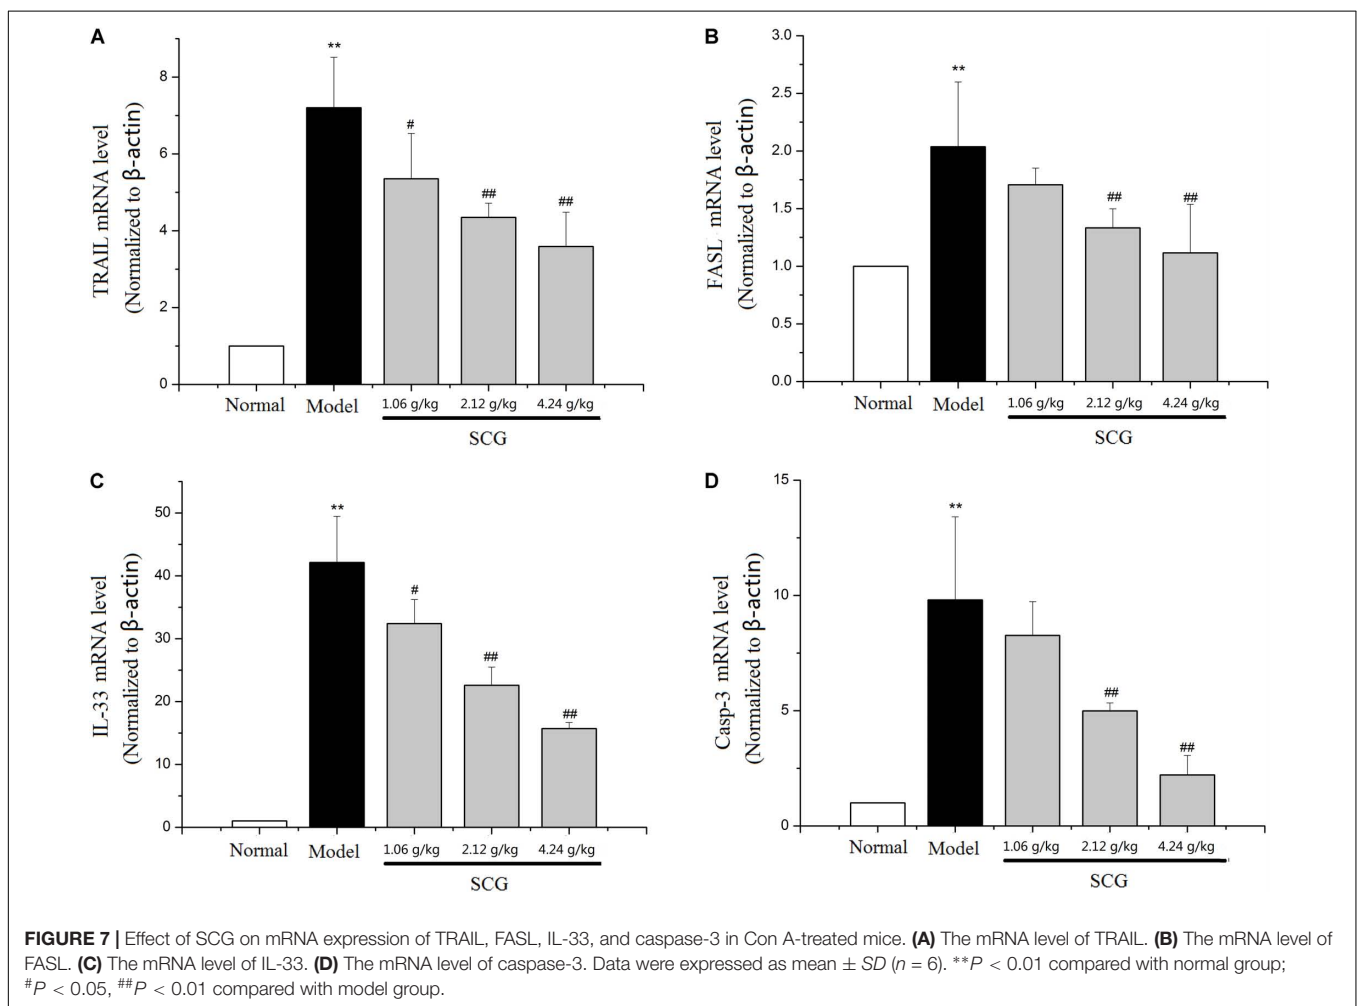 A
**
8
#
6
##
##
4
2
0
TRAIL mRNA level
(Normalized to β-actin)
Normal Model 1.06 g/kg 2.12 g/kg 4.24 g/kg
SCG
B
3.0
**
2.5
2.0
##
##
1.5
1.0
0.5
0.0
FASL mRNA level
(Normalized to β-actin)
Normal Model 1.06 g/kg 2.12 g/kg 4.24 g/kg
SCG
C
**
50
40
#
30
##
20
##
10
0
IL-33 mRNA level
(Normalized to β-actin)
Normal Model 1.06 g/kg 2.12 g/kg 4.24 g/kg
SCG
D
15
**
10
##
5
##
0
Casp-3 mRNA level
(Normalized to β-actin)
Normal Model 1.06 g/kg 2.12 g/kg 4.24 g/kg
SCG
FIGURE 7 | Effect of SCG on mRNA expression of TRAIL, FASL, IL-33, and caspase-3 in Con A-treated mice. (A) The mRNA level of TRAIL. (B) The mRNA level of
FASL. (C) The mRNA level of IL-33. (D) The mRNA level of caspase-3. Data were expressed as mean ± SD (n = 6). **P < 0.01 compared with normal group;
#P < 0.05, ##P < 0.01 compared with model group.